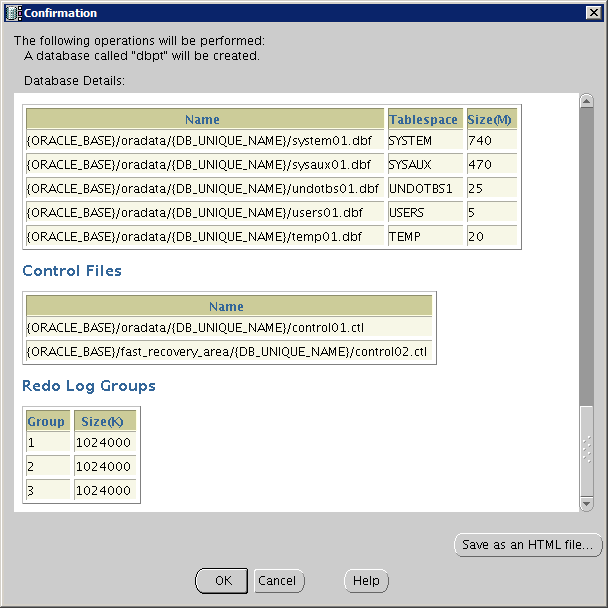 Confirmation
The following operations will be performed:
A database called "dbpt" will be created.
Database Details:
Name Tablespace Size(M)
{ORACLE_BASE}/oradata/{DB_UNIQUE_NAME}/system01.dbf SYSTEM 740
{ORACLE_BASE}/oradata/{DB_UNIQUE_NAME}/sysaux01.dbf SYSAUX 470
{ORACLE_BASE}/oradata/{DB_UNIQUE_NAME}/undotbs01.dbf UNDOTBS1 25
{ORACLE_BASE}/oradata/{DB_UNIQUE_NAME}/users01.dbf USERS 5
{ORACLE_BASE}/oradata/{DB_UNIQUE_NAME}/temp01.dbf TEMP 20
Control Files
Name
{ORACLE_BASE}/oradata/{DB_UNIQUE_NAME}/control01.ctl
{ORACLE_BASE}/fast_recovery_area/{DB_UNIQUE_NAME}/control02.ctl
Redo Log Groups
Group Size(K)
1 1024000
2 1024000
3 1024000
Save as an HTML file...
OK Cancel Help